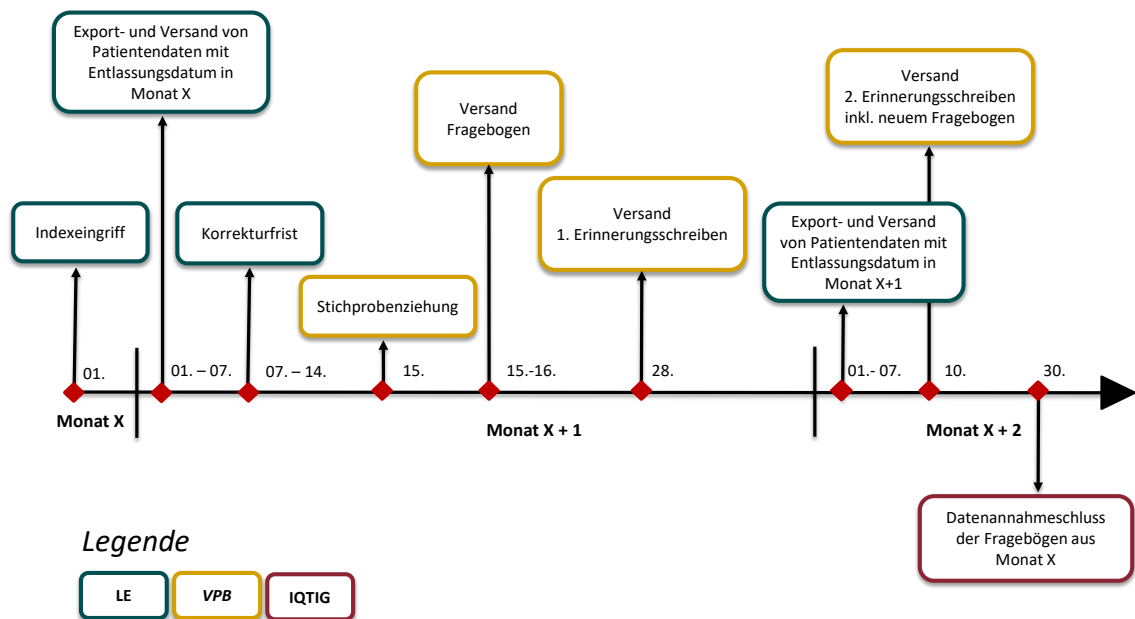 Export- und Versand von
Patientendaten mit
Entlassungsdatum in
Monat X
Versand
Fragebogen
Versand
2. Erinnerungsschreiben
inkl. neuem Fragebogen
Indexeingriff
Korrekturfrist
Stichprobenziehung
Versand
1. Erinnerungsschreiben
Export- und Versand
von Patientendaten mit
Entlassungsdatum in
Monat X+1
01.
01. – 07.
07. – 14.
15.
15.-16.
28.
01.- 07.
10.
30.
Monat X
Monat X + 1
Monat X + 2
Datenannahmeschluss
der Fragebögen aus
Monat X
Legende
LE
VPB
IQTIG